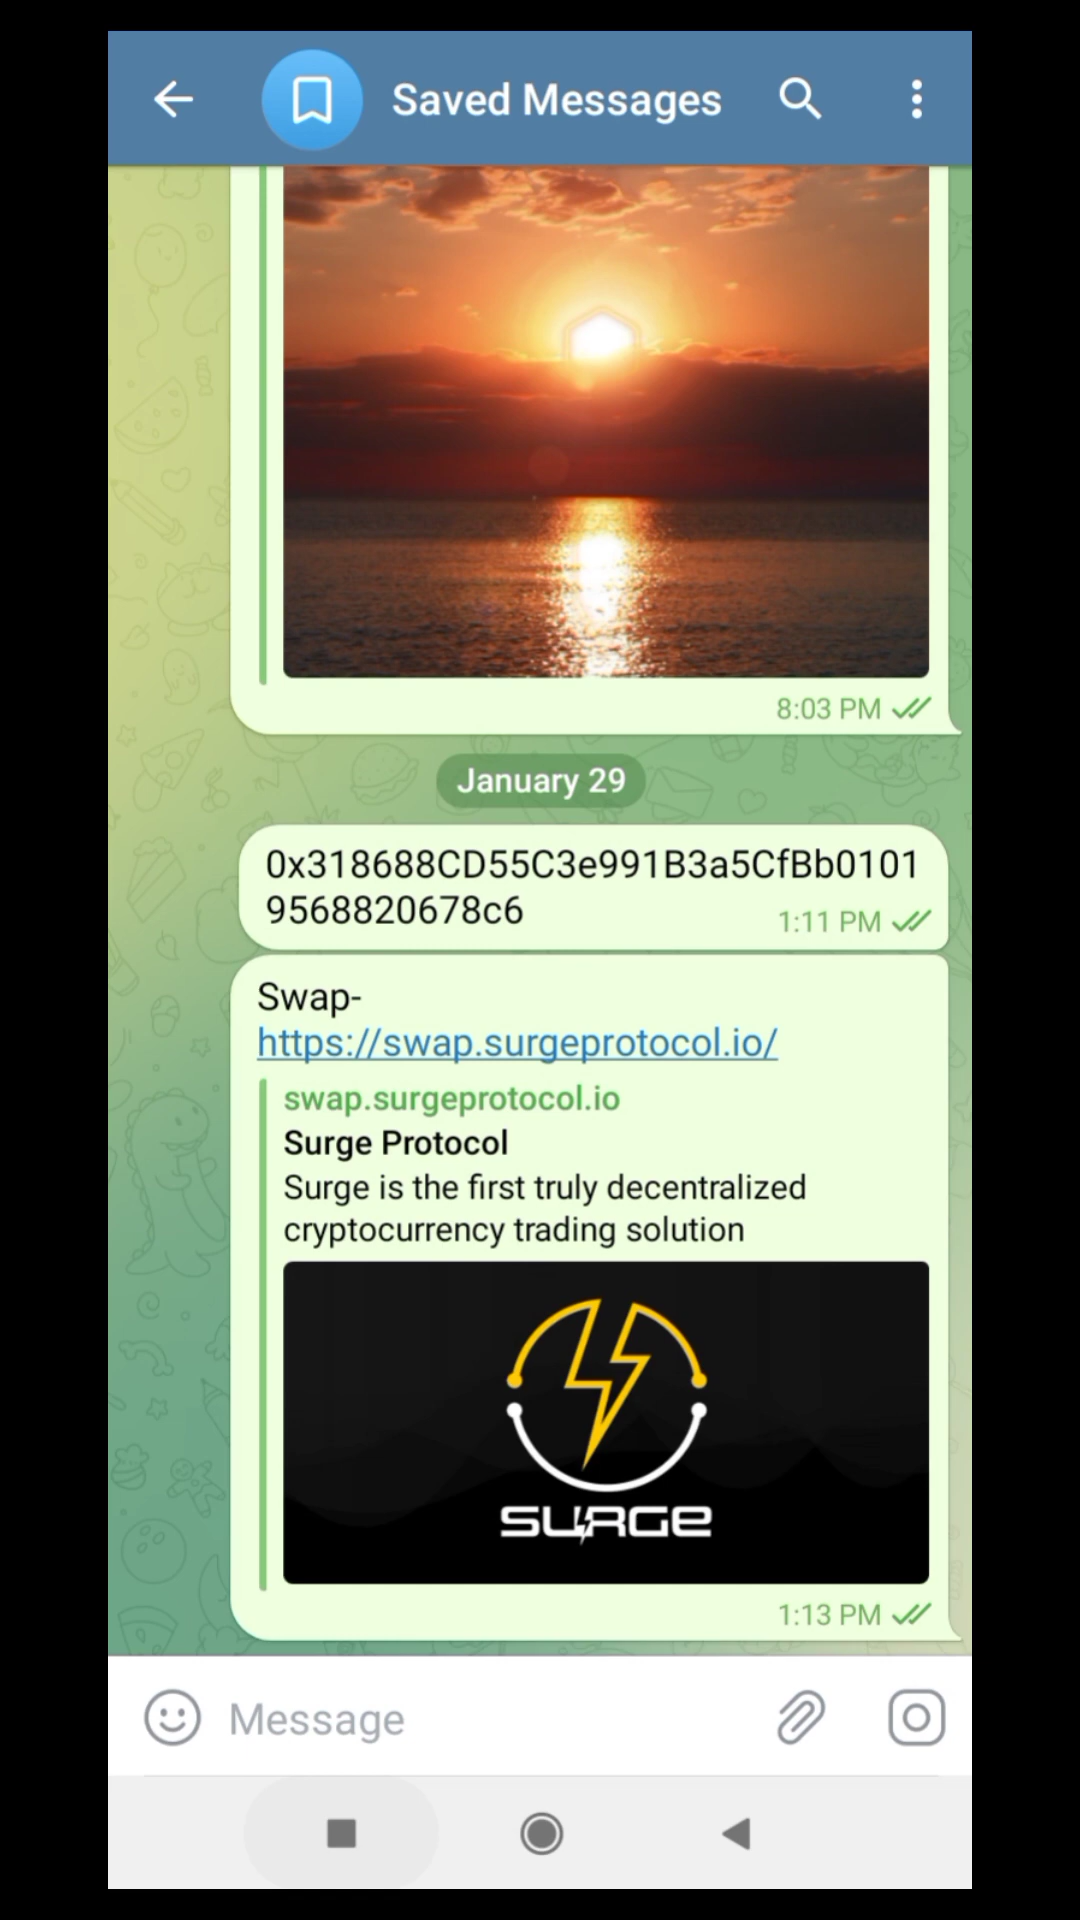 Saved Messages
8:03 PM
January 29
0x318688CD55C3e991B3a5CfBb0101
9568820678c6
1:11 PM
Swap-
https://swap.surgeprotocol.io/
swap.surgeprotocol.io
Surge Protocol
Surge is the first truly decentralized
cryptocurrency trading solution
SURGE
1:13 PM
Message